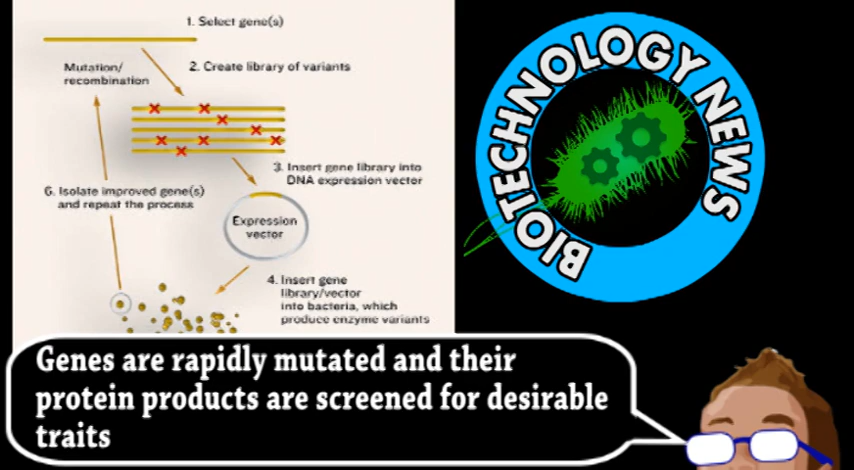 1. Select gene(s)
Mutation/
recombination
2. Create library of variants
3. Insert gene library into
DNA expression vector
6. Isolate improved gene(s)
and repeat the process
Expression
vector
4. Insert gene
library/vector
into bacteria, which
produce enzyme variants
BIOTECHNOLOGY NEWS
Genes are rapidly mutated and their
protein products are screened for desirable
traits